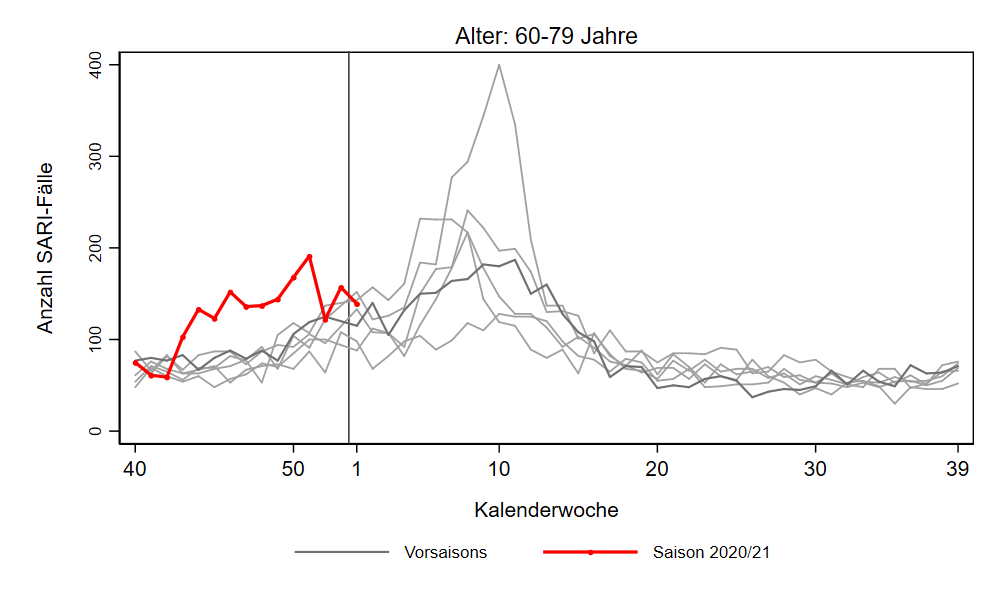 Alter: 60-79 Jahre
Anzahl SARI-Fälle
400
300
200
100
0
40 50 1 10 20 30 39
Kalenderwoche
Vorsaisons Saison 2020/21